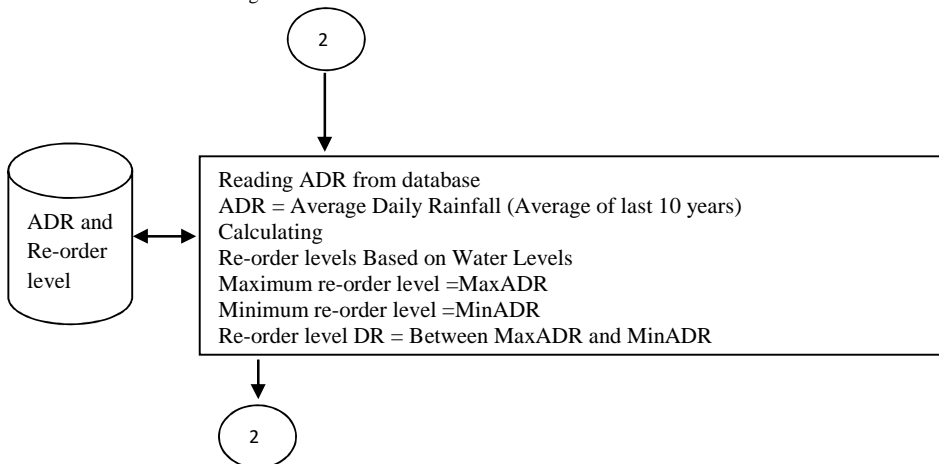 2
ADR and
Re-order
level
Reading ADR from database
ADR = Average Daily Rainfall (Average of last 10 years)
Calculating
Re-order levels Based on Water Levels
Maximum re-order level =MaxADR
Minimum re-order level =MinADR
Re-order level DR = Between MaxADR and MinADR
2